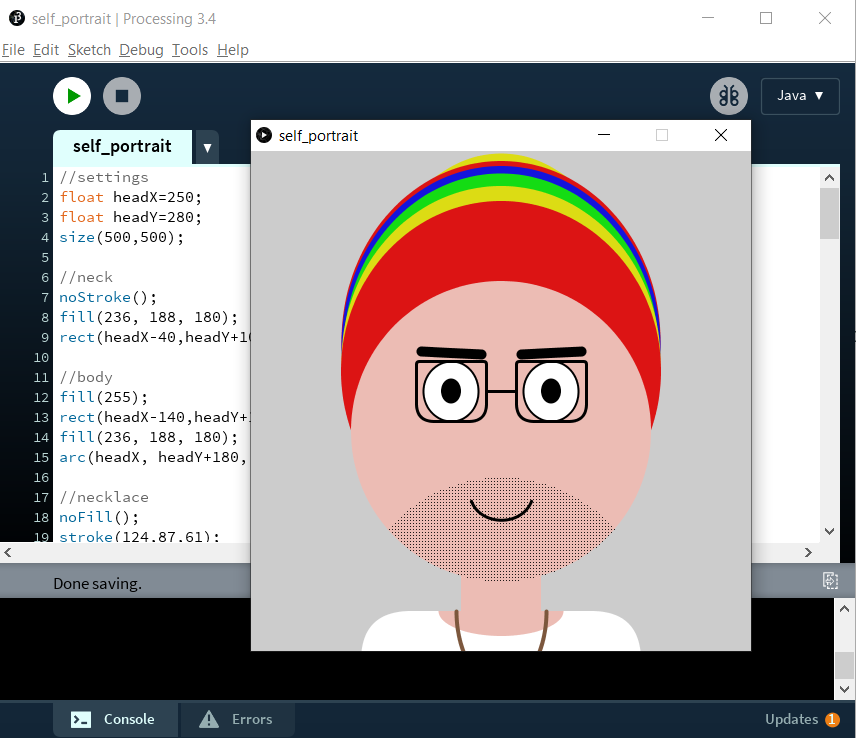 self_portrait | Processing 3.4
File Edit Sketch Debug Tools Help
Java ▼
self_portrait ▼
self_portrait
1 //settings
2 float headX=250;
3 float headY=280;
4 size(500,500);
5
6 //neck
7 noStroke();
8 fill(236, 188, 180);
9 rect(headX-40,headY+10
10
11 //body
12 fill(255);
13 rect(headX-140,headY+1
14 fill(236, 188, 180);
15 arc(headX, headY+180,
16
17 //necklace
18 noFill();
19 stroke(124,87,61);
Done saving.
Console Errors Updates 1